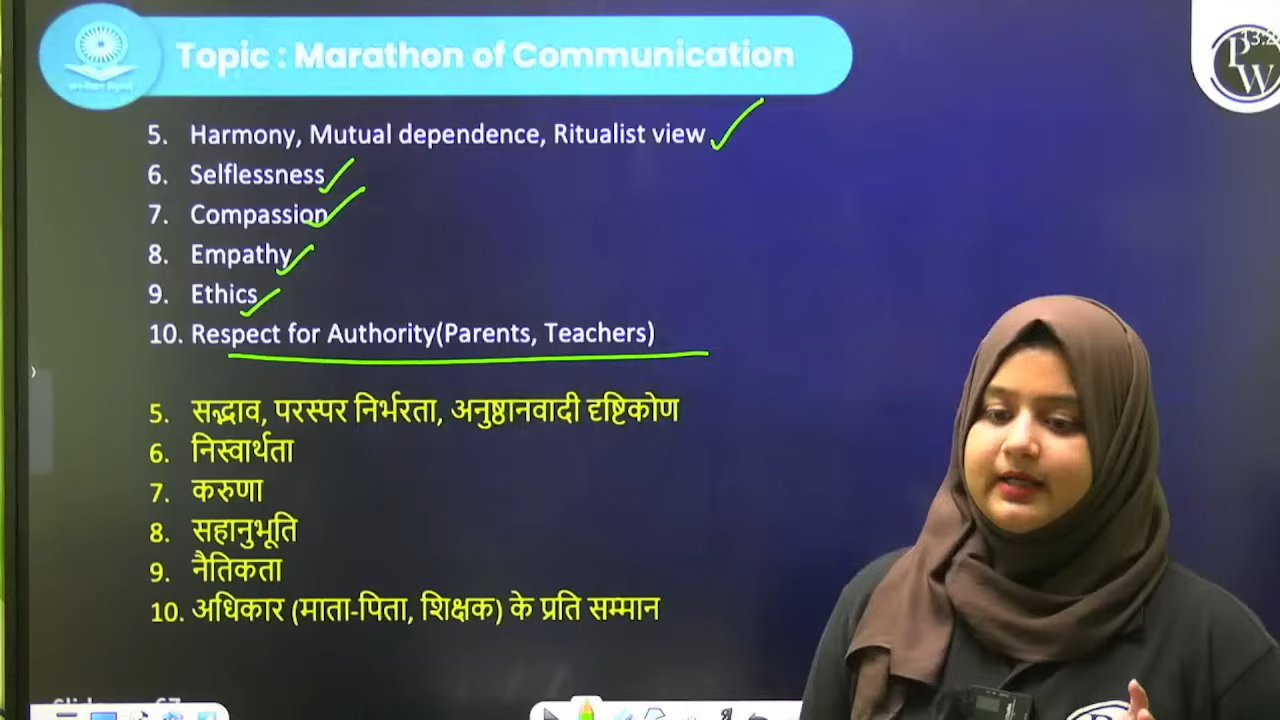 Topic : Marathon of Communication
PW
5. Harmony, Mutual dependence, Ritualist view
6. Selflessness
7. Compassion
8. Empathy
9. Ethics
10. Respect for Authority(Parents, Teachers)
5. सद्भाव, परस्पर निर्भरता, अनुष्ठानवादी दृष्टिकोण
6. निस्वार्थता
7. करुणा
8. सहानुभूति
9. नैतिकता
10. अधिकार (माता-पिता, शिक्षक) के प्रति सम्मान